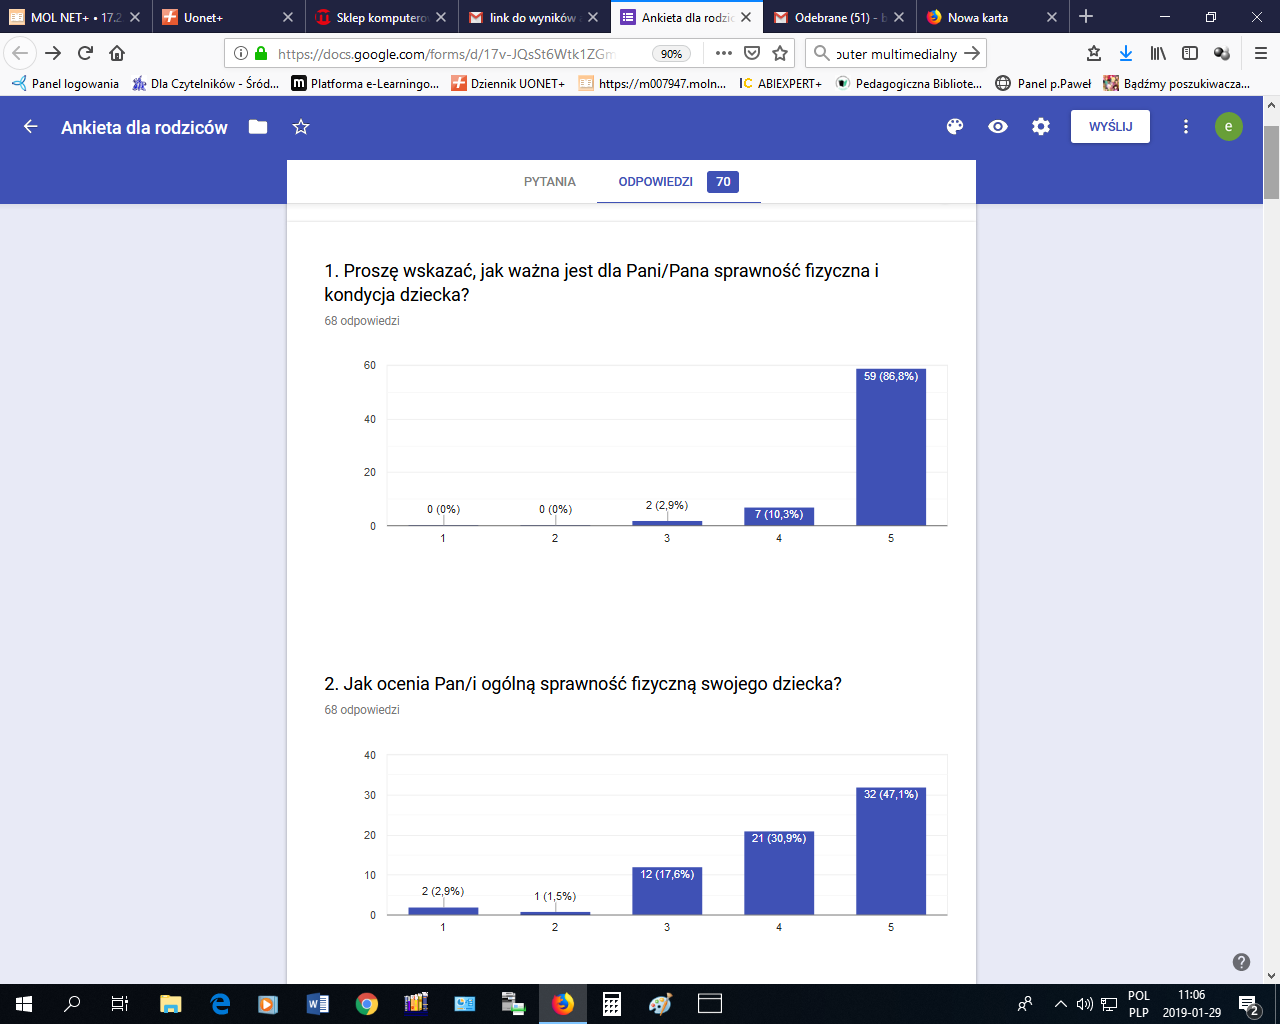 MOL NET+ • 17.2
Uonet+
Sklep komputero
link do wyników
Ankieta dla rodzic
Odebrane (51) - b
Nowa karta
https://docs.google.com/forms/d/17v-JQsSt6Wtk1ZGm
90%
outer multimedialny
Panel logowania
Dla Czytelników - Śród...
Platforma e-Learningo...
Dziennik UONET+
https://m007947.moln...
ABIEXPERT+
Pedagogiczna Bibliote...
Panel p.Paweł
Bądźmy poszukiwacza...
Ankieta dla rodziców
WYŚLIJ
e
PYTANIA
ODPOWIEDZI 70
1. Proszę wskazać, jak ważna jest dla Pani/Pana sprawność fizyczna i
kondycja dziecka?
68 odpowiedzi
60
40
20
0
0 (0%)
0 (0%)
2 (2,9%)
7 (10,3%)
59 (86,8%)
1 2 3 4 5
2. Jak ocenia Pan/i ogólną sprawność fizyczną swojego dziecka?
68 odpowiedzi
40
30
20
10
0
2 (2,9%)
1 (1,5%)
12 (17,6%)
21 (30,9%)
32 (47,1%)
1 2 3 4 5
POL
PLP
11:06
2019-01-29
2